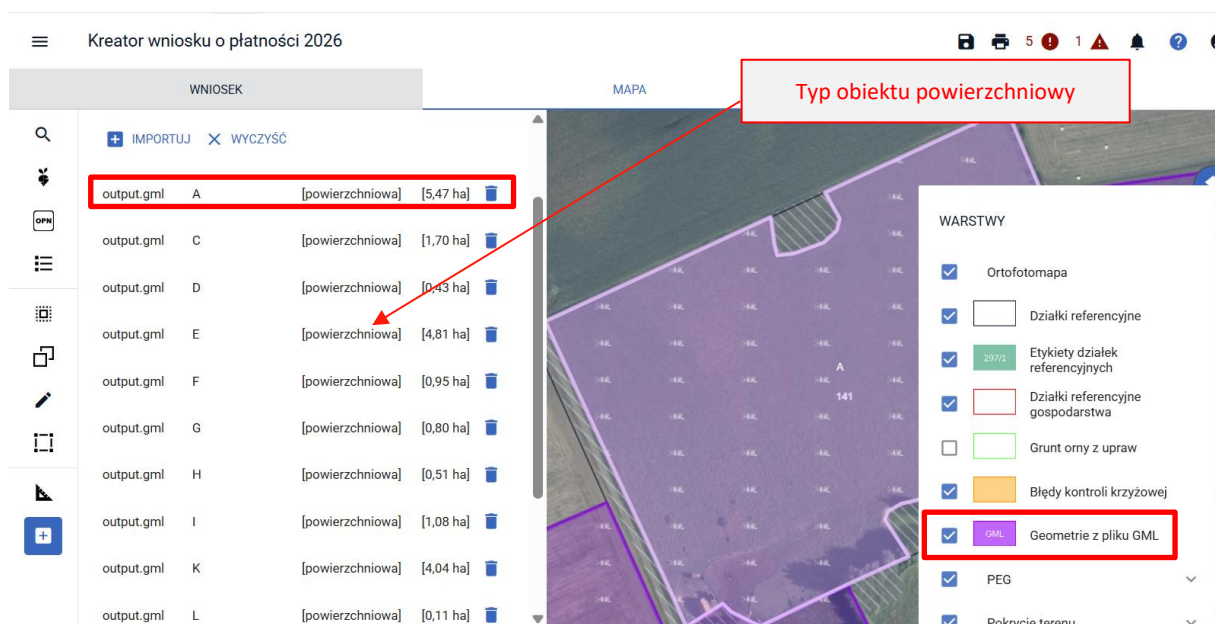 Kreator wniosku o płatności 2026
5 1
WNIOSEK
MAPA
Typ obiektu powierzchniowy
IMPORTUJ WYCZYŚĆ
output.gml A [powierzchniowa] [5,47 ha]
output.gml C [powierzchniowa] [1,70 ha]
output.gml D [powierzchniowa] [0,43 ha]
output.gml E [powierzchniowa] [4,81 ha]
output.gml F [powierzchniowa] [0,95 ha]
output.gml G [powierzchniowa] [0,80 ha]
output.gml H [powierzchniowa] [0,51 ha]
output.gml I [powierzchniowa] [1,08 ha]
output.gml K [powierzchniowa] [4,04 ha]
output.gml L [powierzchniowa] [0,11 ha]
OPN
A
141
WARSTWY
Ortofotomapa
Działki referencyjne
297/1 Etykiety działek
referencyjnych
Działki referencyjne
gospodarstwa
Grunt orny z upraw
Błędy kontroli krzyżowej
GML Geometrie z pliku GML
PEG
Pokrycie terenu